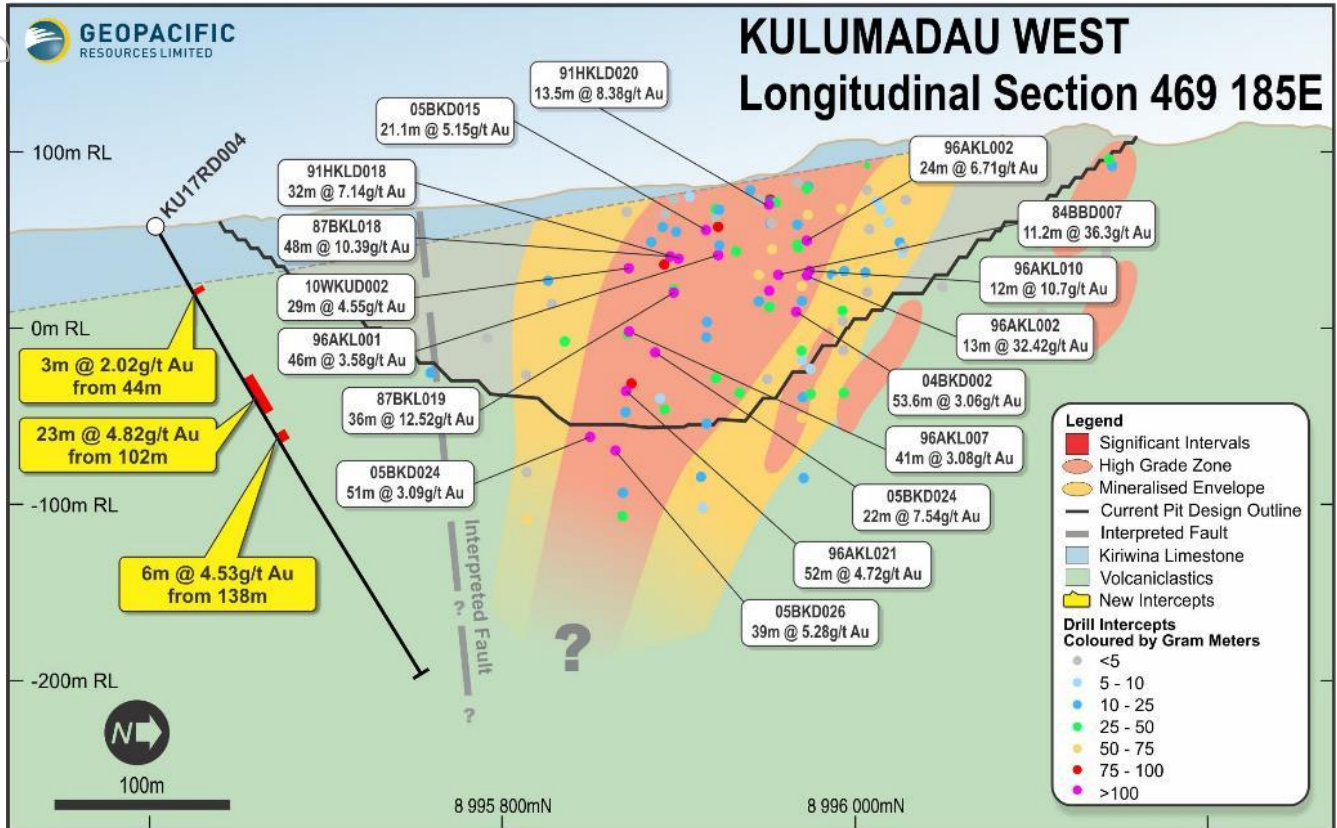 GEOPACIFIC
RESOURCES LIMITED
KULUMADAU WEST
Longitudinal Section 469 185E
91HKLD020
13.5m @ 8.38g/t Au
05BKD015
21.1m @ 5.15g/t Au
96AKL002
24m @ 6.71g/t Au
100m RL
KU17RD004
91HKLD018
32m @ 7.14g/t Au
84BBD007
11.2m @ 36.3g/t Au
87BKL018
48m @ 10.39g/t Au
96AKL010
12m @ 10.7g/t Au
10WKUD002
29m @ 4.55g/t Au
0m RL
96AKL001
46m @ 3.58g/t Au
96AKL002
13m @ 32.42g/t Au
3m @ 2.02g/t Au
from 44m
87BKL019
36m @ 12.52g/t Au
04BKD002
53.6m @ 3.06g/t Au
23m @ 4.82g/t Au
from 102m
96AKL007
41m @ 3.08g/t Au
05BKD024
51m @ 3.09g/t Au
05BKD024
22m @ 7.54g/t Au
-100m RL
Interpreted Fault
96AKL021
52m @ 4.72g/t Au
6m @ 4.53g/t Au
from 138m
05BKD026
39m @ 5.28g/t Au
?
?
?
-200m RL
N
100m
8 995 800mN
8 996 000mN
Legend
Significant Intervals
High Grade Zone
Mineralised Envelope
Current Pit Design Outline
Interpreted Fault
Kiriwina Limestone
Volcaniclastics
New Intercepts
Drill Intercepts
Coloured by Gram Meters
<5
5 - 10
10 - 25
25 - 50
50 - 75
75 - 100
>100